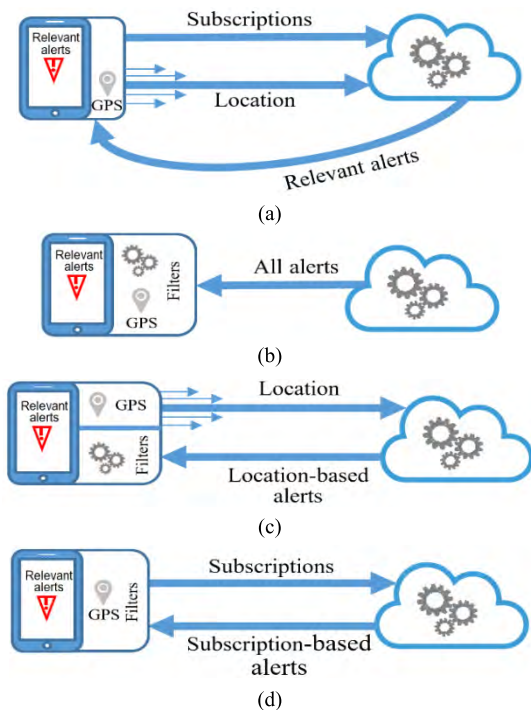 Subscriptions
Relevant
alerts
GPS
Location
Relevant alerts
(a)
Relevant
alerts
Filters
GPS
All alerts
(b)
Relevant
alerts
GPS
Filters
Location
Location-based
alerts
(c)
Relevant
alerts
GPS
Filters
Subscriptions
Subscription-based
alerts
(d)